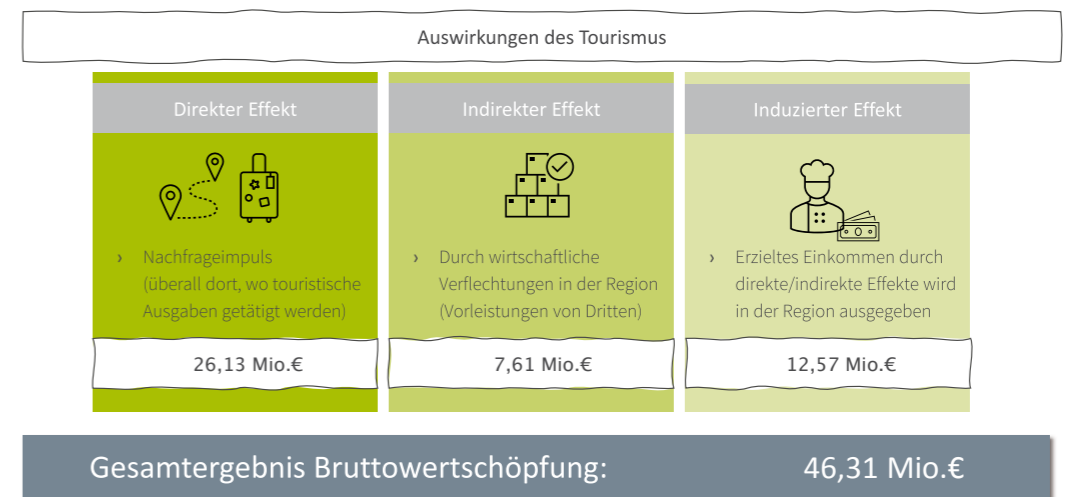 Auswirkungen des Tourismus
Direkter Effekt
› Nachfrageimpuls
(überall dort, wo touristische
Ausgaben getätigt werden)
26,13 Mio.€
Indirekter Effekt
› Durch wirtschaftliche
Verflechtungen in der Region
(Vorleistungen von Dritten)
7,61 Mio.€
Induzierter Effekt
› Erzieltes Einkommen durch
direkte/indirekte Effekte wird
in der Region ausgegeben
12,57 Mio.€
Gesamtergebnis Bruttowertschöpfung: 46,31 Mio.€